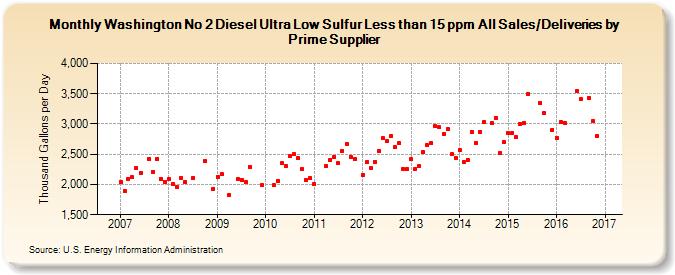 Monthly Washington No 2 Diesel Ultra Low Sulfur Less than 15 ppm All Sales/Deliveries by
Prime Supplier
Thousand Gallons per Day
4,000
3,500
3,000
2,500
2,000
1,500
2007 2008 2009 2010 2011 2012 2013 2014 2015 2016 2017
Source: U.S. Energy Information Administration